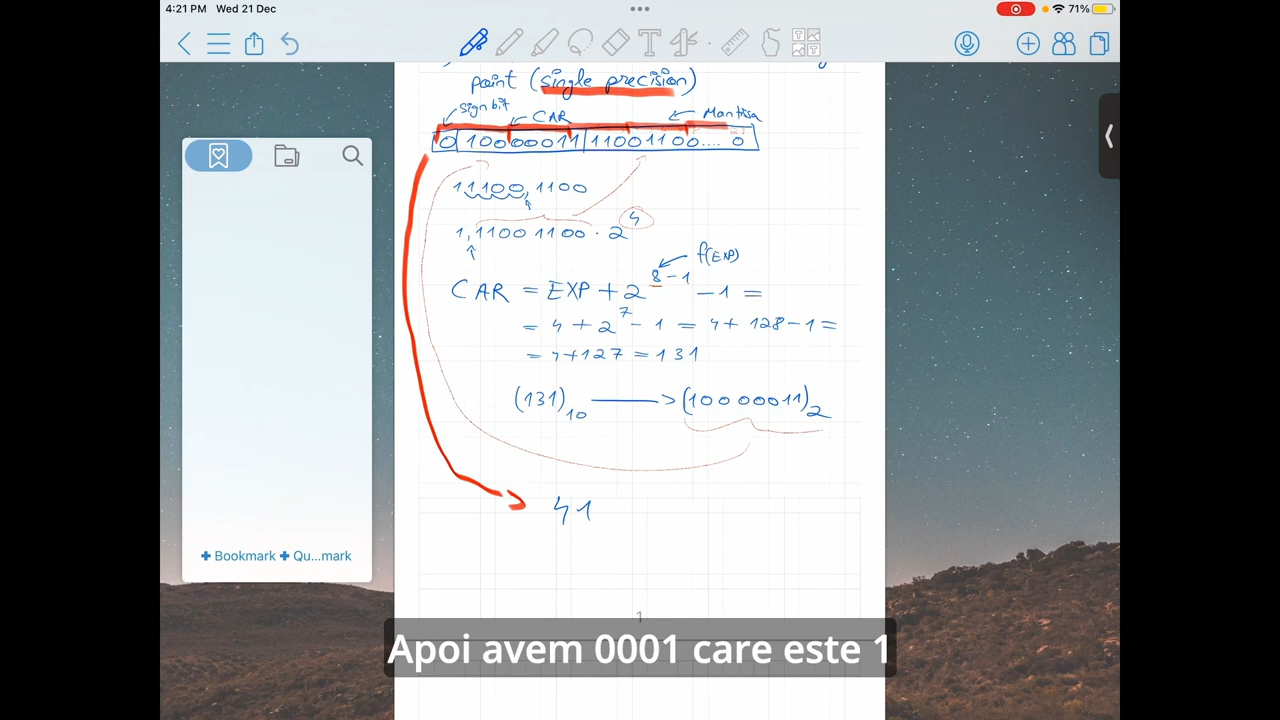 4:21 PM Wed 21 Dec
71%
point (single precision)
Sign bit CAR Mantisa
0 10000011 11001100.... 0
11100,1100
1,11001100 · 2^4
f(EXP)
CAR = EXP + 2^8-1 - 1 =
= 4 + 2^7 - 1 = 4 + 128 - 1 =
= 4 + 127 = 131
(131)10 → (10000011)2
41
Bookmark Qu...mark
1
Apoi avem 0001 care este 1